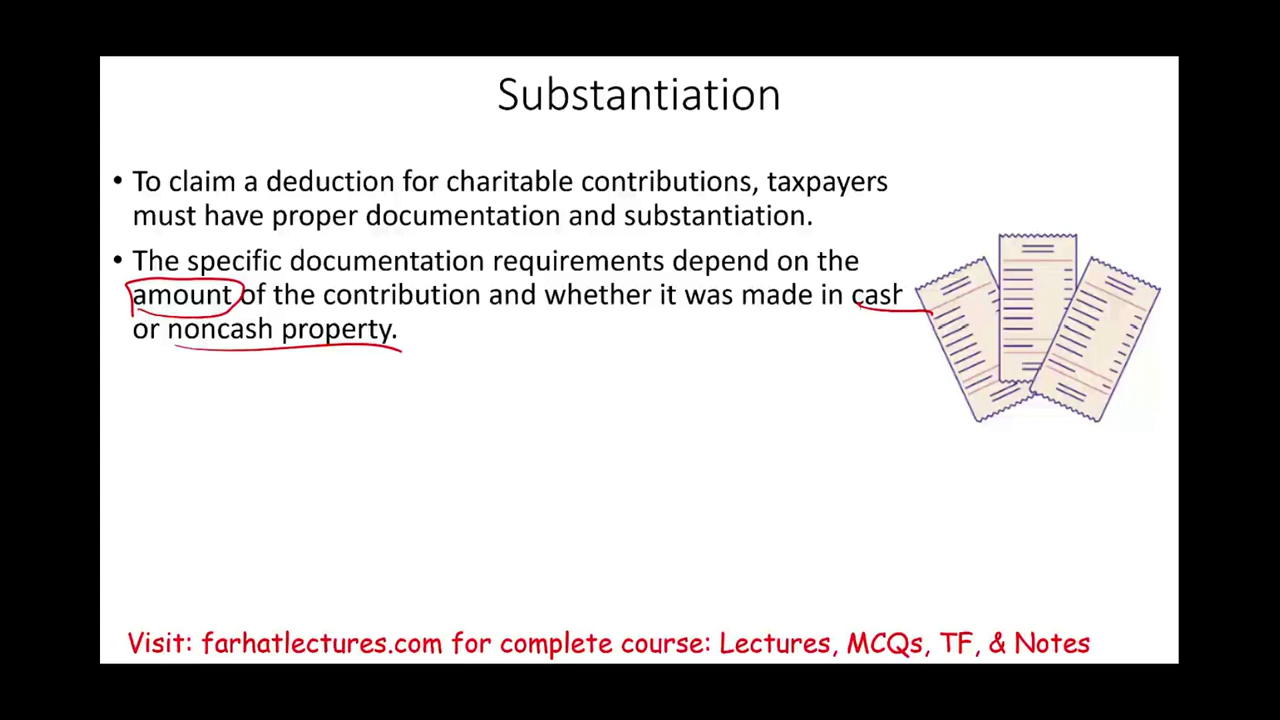 Substantiation
• To claim a deduction for charitable contributions, taxpayers
must have proper documentation and substantiation.
• The specific documentation requirements depend on the
amount of the contribution and whether it was made in cash
or noncash property.
Visit: farhatlectures.com for complete course: Lectures, MCQs, TF, & Notes